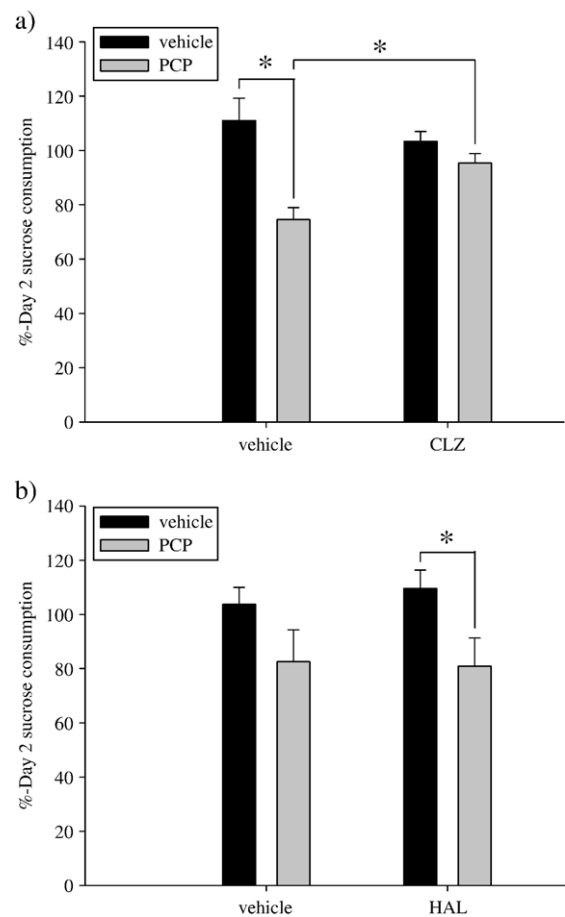 a)
140
vehicle
PCP
*
*
120
100
80
60
40
20
0
%-Day 2 sucrose consumption
vehicle
CLZ
b)
140
vehicle
PCP
*
120
100
80
60
40
20
0
%-Day 2 sucrose consumption
vehicle
HAL